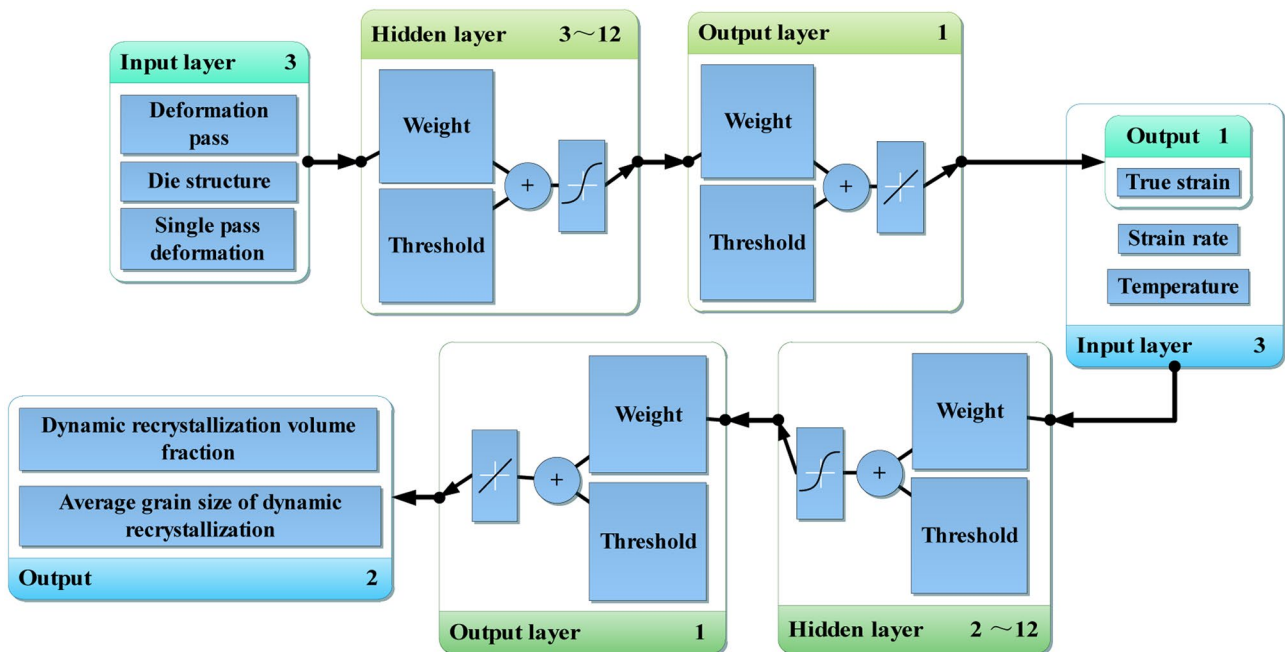 Input layer 3
Deformation
pass
Die structure
Single pass
deformation
Hidden layer 3～12
Weight
Threshold
+
Output layer 1
Weight
Threshold
+
Output 1
True strain
Strain rate
Temperature
Input layer 3
Weight
Threshold
+
Hidden layer 2 ～12
Weight
Threshold
+
Output layer 1
Dynamic recrystallization volume
fraction
Average grain size of dynamic
recrystallization
Output 2